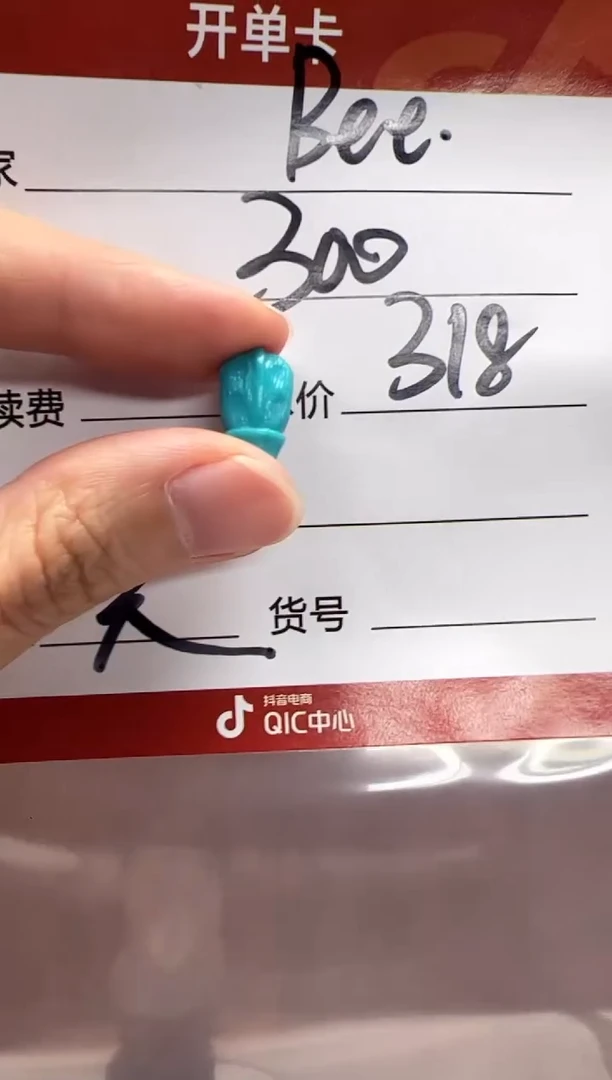 开单卡
家 Bee.
300
续费 价 318
货号
抖音电商
QIC中心